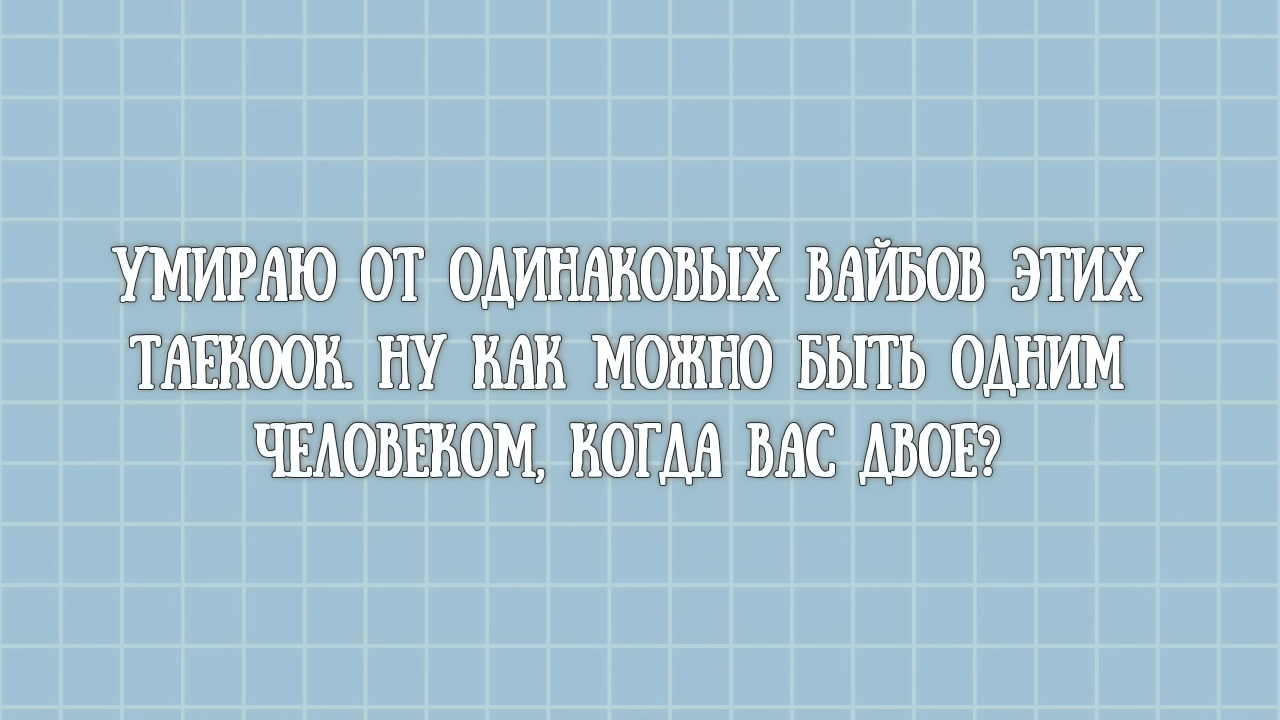 УМИРАЮ ОТ ОДИНАКОВЫХ ВАЙБОВ ЭТИХ
ТАЕКООК. НУ КАК МОЖНО БЫТЬ ОДНИМ
ЧЕЛОВЕКОМ, КОГДА ВАС ДВОЕ?